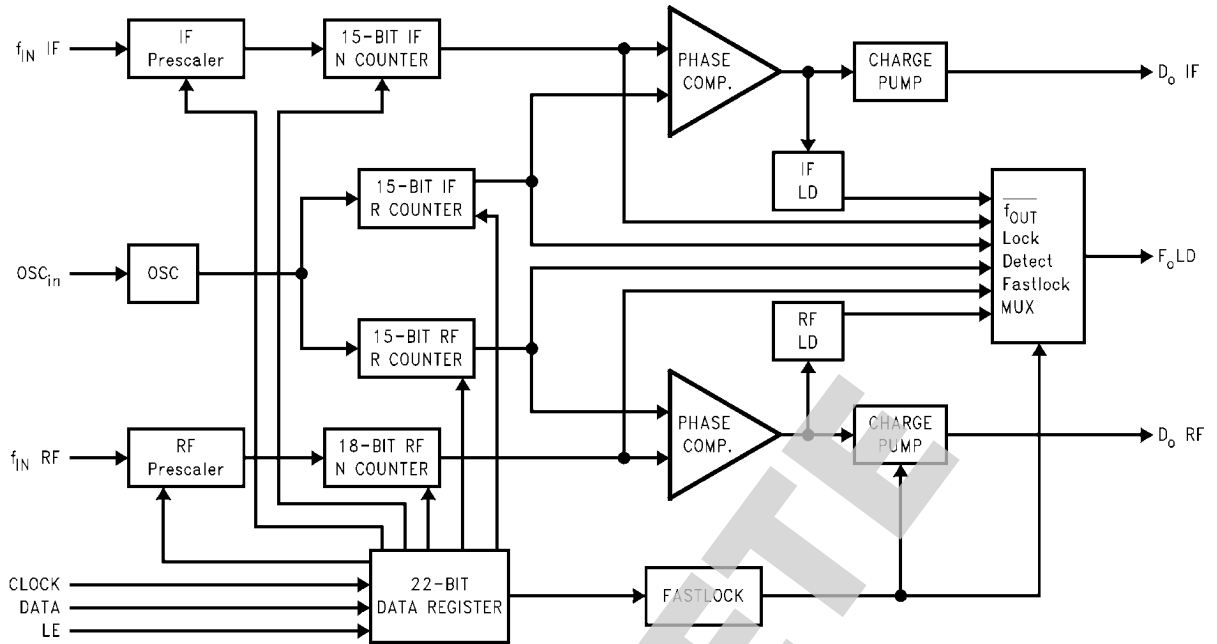 f_IN IF
IF
Prescaler
15-BIT IF
N COUNTER
PHASE
COMP.
CHARGE
PUMP
D_o IF
IF
LD
15-BIT IF
R COUNTER
OSC_in
OSC
f_OUT
Lock
Detect
Fastlock
MUX
F_oLD
15-BIT RF
R COUNTER
RF
LD
f_IN RF
RF
Prescaler
18-BIT RF
N COUNTER
PHASE
COMP.
CHARGE
PUMP
D_o RF
CLOCK
DATA
LE
22-BIT
DATA REGISTER
FASTLOCK
ETE